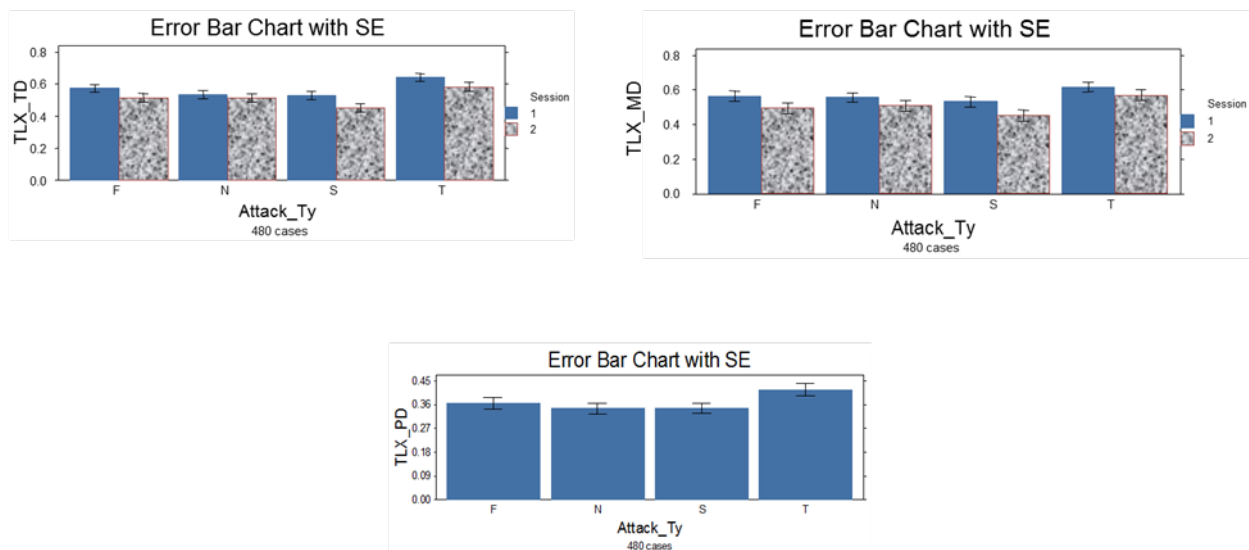 Error Bar Chart with SE
TLX_TD
0.8
0.6
0.4
0.2
0.0
F N S T
Attack_Ty
480 cases
Session
1
2
Error Bar Chart with SE
TLX_MD
0.8
0.6
0.4
0.2
0.0
F N S T
Attack_Ty
480 cases
Session
1
2
Error Bar Chart with SE
TLX_PD
0.45
0.36
0.27
0.18
0.09
0.00
F N S T
Attack_Ty
480 cases